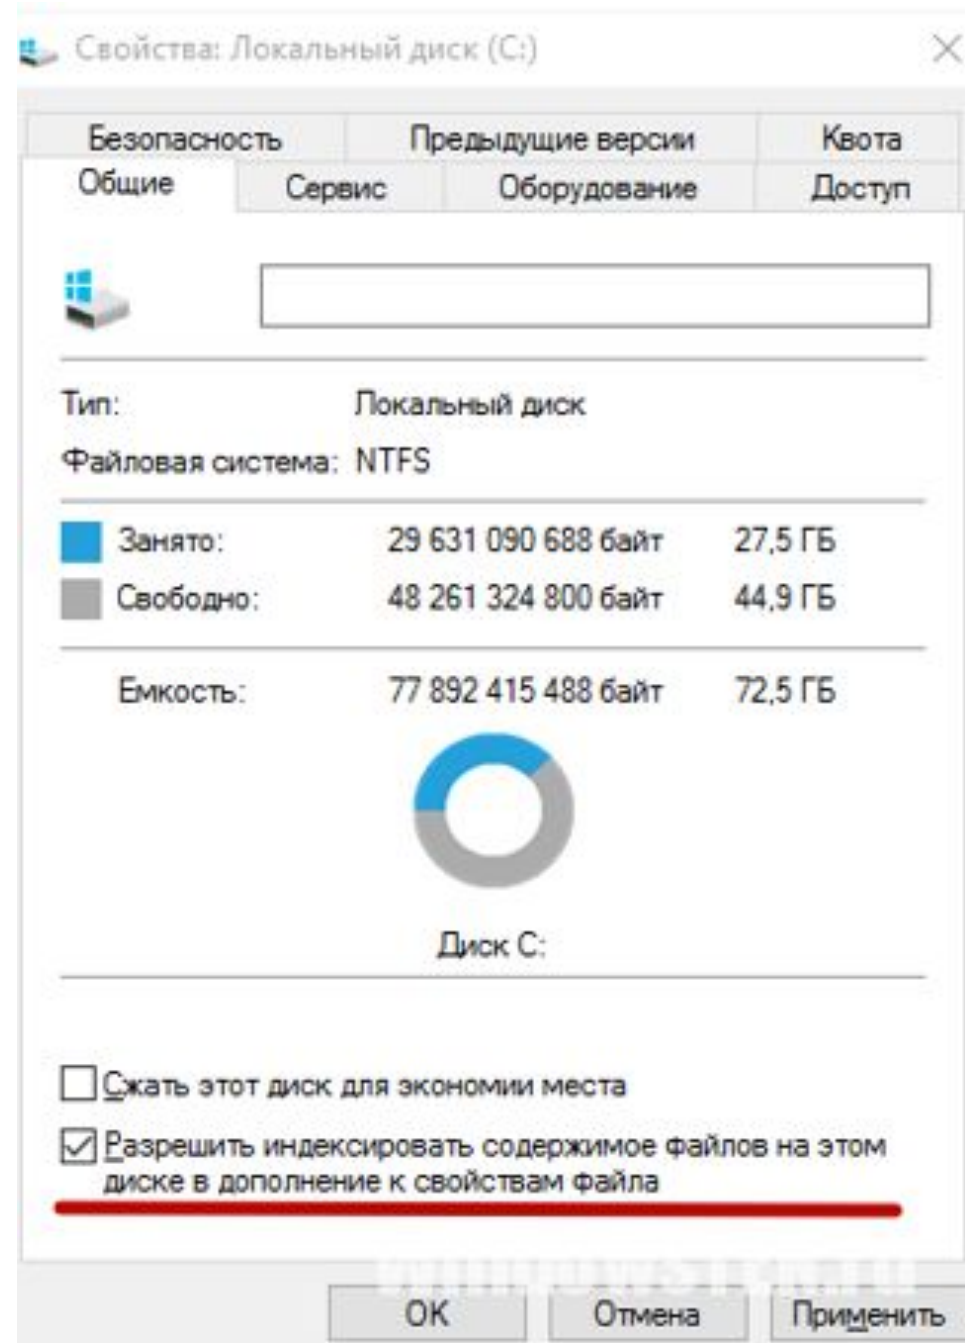 Свойства: Локальный диск (C:)
Безопасность Предыдущие версии Квота
Общие Сервис Оборудование Доступ
Тип: Локальный диск
Файловая система: NTFS
Занято: 29 631 090 688 байт 27,5 ГБ
Свободно: 48 261 324 800 байт 44,9 ГБ
Емкость: 77 892 415 488 байт 72,5 ГБ
Диск C:
Сжать этот диск для экономии места
Разрешить индексировать содержимое файлов на этом
диске в дополнение к свойствам файла
OK Отмена Применить